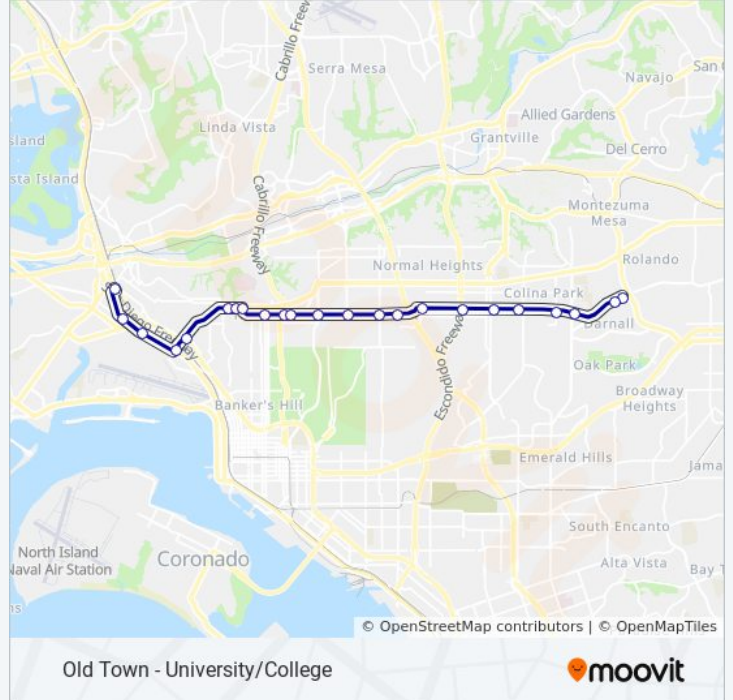 Cabrillo Freew
Serra Mesa
San
Navajo
Allied Gardens
Linda Vista
Grantville
sland
Del Cerro
sta Island
Cabrillo Freeway
Montezuma
Mesa
Normal Heights
Rolando
Colina Park
Diego Freeway
Darnall
Escondido Freeway
Oak Park
Banker's Hill
Broadway
Heights
Emerald Hills
Jama
South Encanto
North Island
Naval Air Station
Coronado
Alta Vista
Bay T
ns
© OpenStreetMap contributors | © OpenMapTiles
Old Town - University/College
moovit